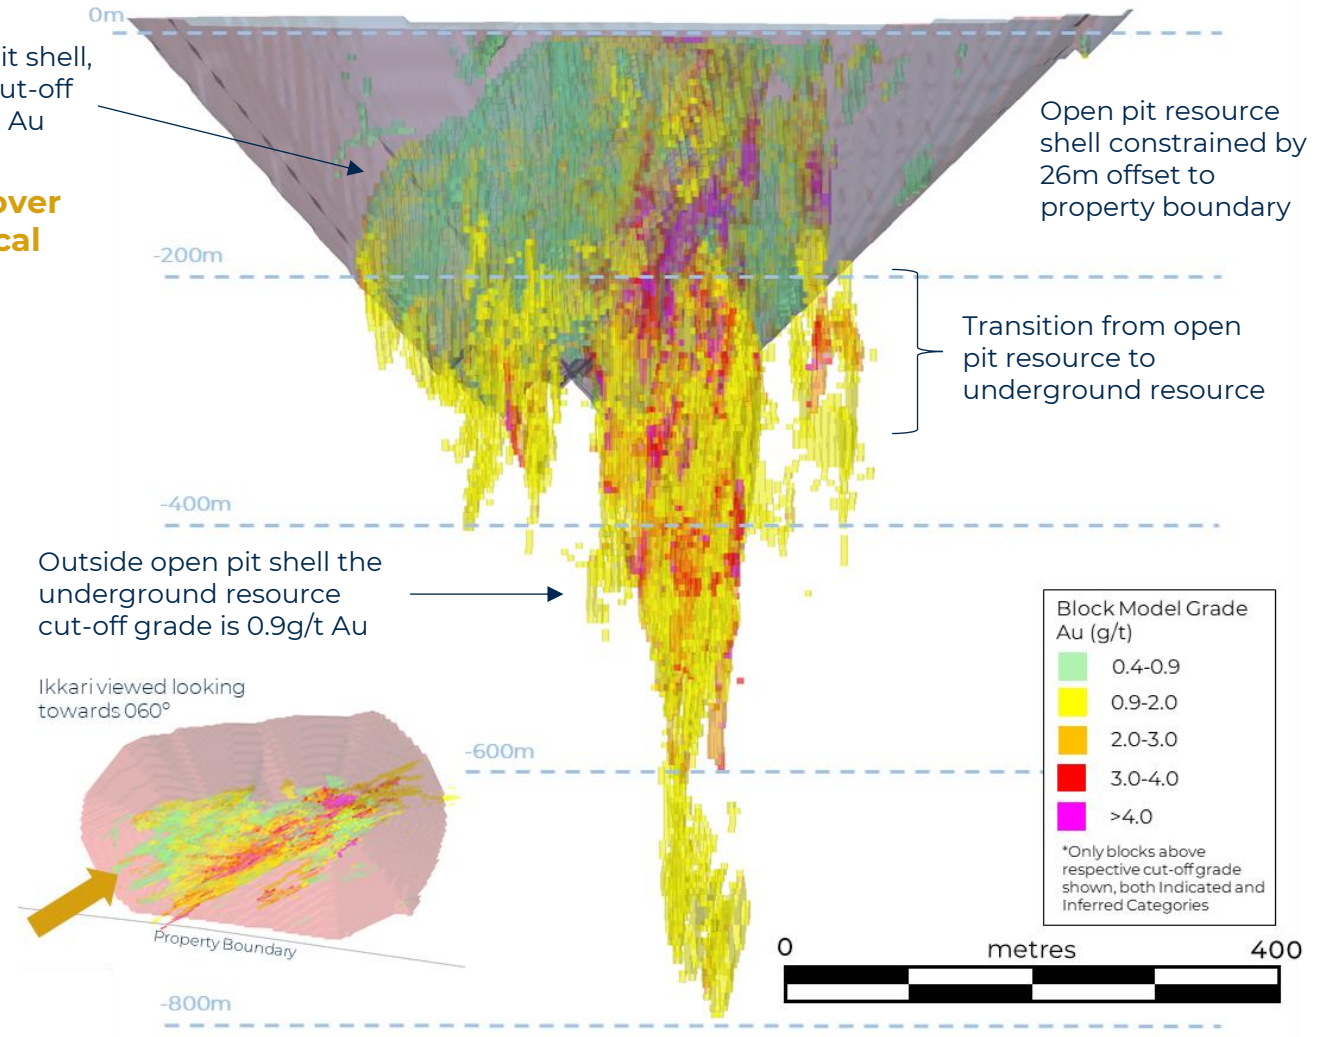 0m
it shell,
ut-off
Au
over
cal
Open pit resource
shell constrained by
26m offset to
property boundary
-200m
Transition from open
pit resource to
underground resource
-400m
Outside open pit shell the
underground resource
cut-off grade is 0.9g/t Au
Ikkari viewed looking
towards 060°
-600m
Property Boundary
Block Model Grade
Au (g/t)
0.4-0.9
0.9-2.0
2.0-3.0
3.0-4.0
>4.0
*Only blocks above
respective cut-off grade
shown, both Indicated and
Inferred Categories
0 metres 400
-800m